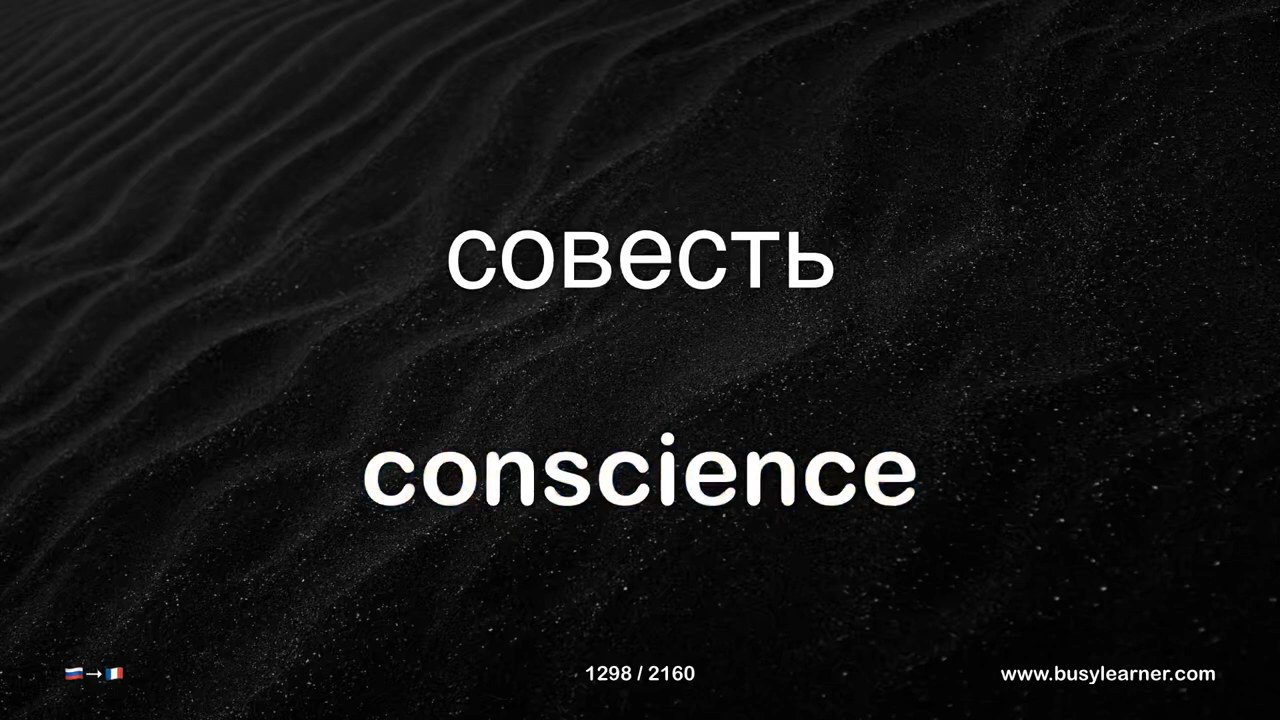 совесть
conscience
🇷🇺→🇫🇷
1298 / 2160
www.busylearner.com